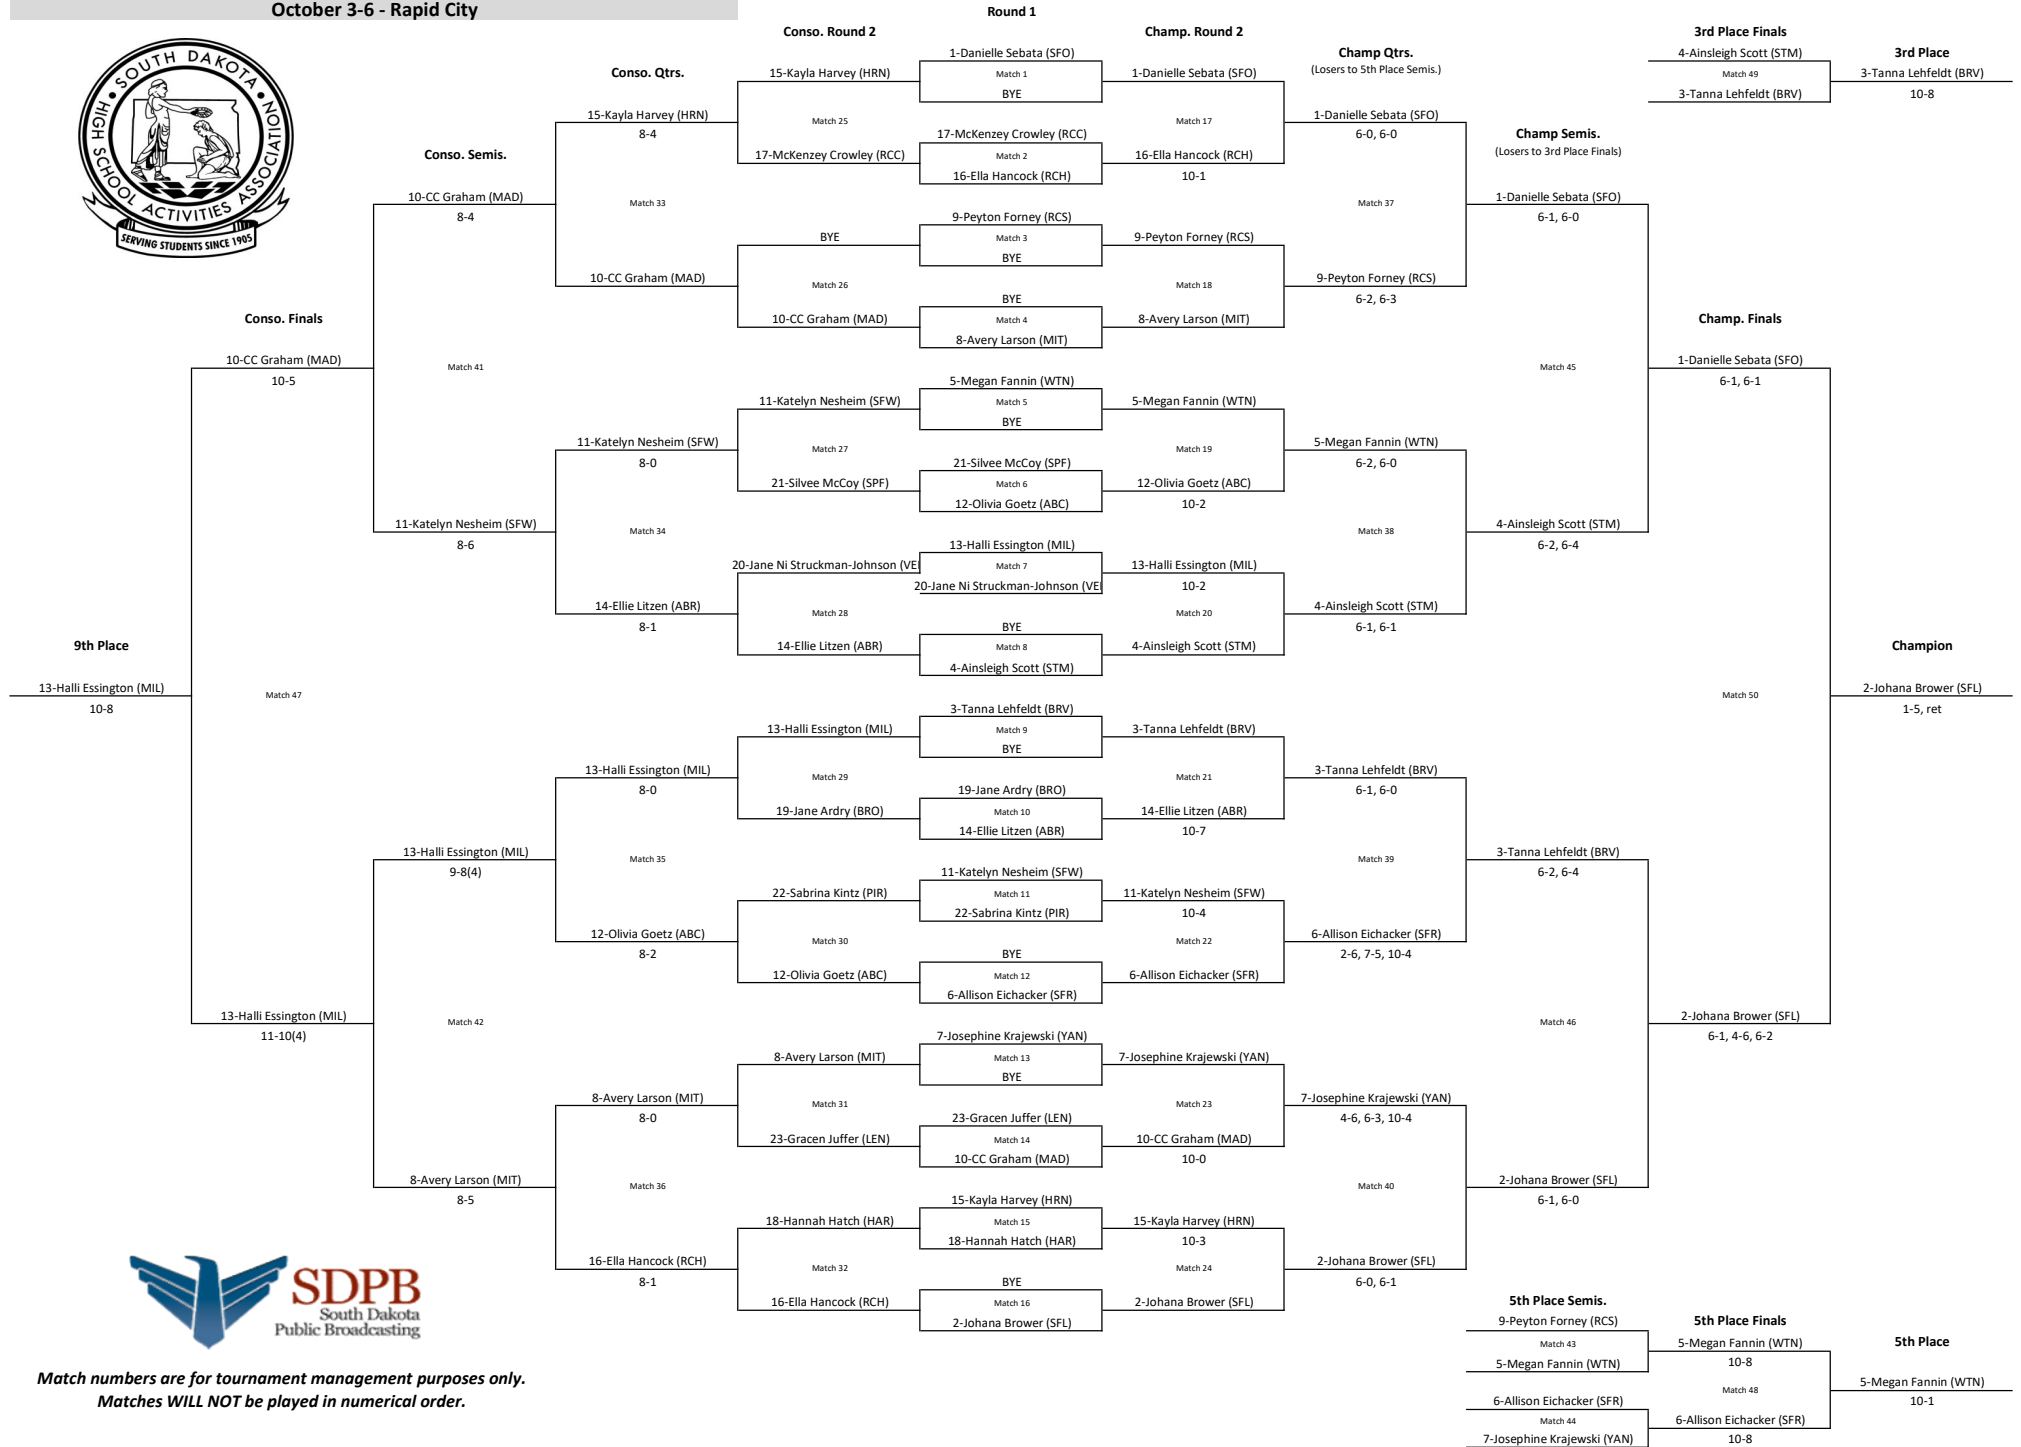 October 3-6 - Rapid City
SOUTH DAKOTA HIGH SCHOOL ACTIVITIES ASSOCIATION
SERVING STUDENTS SINCE 1905
9th Place
13-Halli Essington (MIL)
10-8
Conso. Finals
10-CC Graham (MAD)
10-5
Match 47
13-Halli Essington (MIL)
11-10(4)
Conso. Semis.
10-CC Graham (MAD)
8-4
Match 41
11-Katelyn Nesheim (SFW)
8-6
13-Halli Essington (MIL)
9-8(4)
Match 42
8-Avery Larson (MIT)
8-5
Conso. Qtrs.
15-Kayla Harvey (HRN)
8-4
Match 33
10-CC Graham (MAD)
11-Katelyn Nesheim (SFW)
8-0
Match 34
14-Ellie Litzen (ABR)
8-1
13-Halli Essington (MIL)
8-0
Match 35
12-Olivia Goetz (ABC)
8-2
8-Avery Larson (MIT)
8-0
Match 36
16-Ella Hancock (RCH)
8-1
Conso. Round 2
15-Kayla Harvey (HRN)
Match 25
17-McKenzey Crowley (RCC)
BYE
Match 26
10-CC Graham (MAD)
11-Katelyn Nesheim (SFW)
Match 27
21-Silvee McCoy (SPF)
20-Jane Ni Struckman-Johnson (VE
Match 28
14-Ellie Litzen (ABR)
13-Halli Essington (MIL)
Match 29
19-Jane Ardry (BRO)
22-Sabrina Kintz (PIR)
Match 30
12-Olivia Goetz (ABC)
8-Avery Larson (MIT)
Match 31
23-Gracen Juffer (LEN)
18-Hannah Hatch (HAR)
Match 32
16-Ella Hancock (RCH)
Round 1
1-Danielle Sebata (SFO)
Match 1
BYE
17-McKenzey Crowley (RCC)
Match 2
16-Ella Hancock (RCH)
9-Peyton Forney (RCS)
Match 3
BYE
BYE
Match 4
8-Avery Larson (MIT)
5-Megan Fannin (WTN)
Match 5
BYE
21-Silvee McCoy (SPF)
Match 6
12-Olivia Goetz (ABC)
13-Halli Essington (MIL)
Match 7
20-Jane Ni Struckman-Johnson (VE
BYE
Match 8
4-Ainsleigh Scott (STM)
3-Tanna Lehfeldt (BRV)
Match 9
BYE
19-Jane Ardry (BRO)
Match 10
14-Ellie Litzen (ABR)
11-Katelyn Nesheim (SFW)
Match 11
22-Sabrina Kintz (PIR)
BYE
Match 12
6-Allison Eichacker (SFR)
7-Josephine Krajewski (YAN)
Match 13
BYE
23-Gracen Juffer (LEN)
Match 14
10-CC Graham (MAD)
15-Kayla Harvey (HRN)
Match 15
18-Hannah Hatch (HAR)
BYE
Match 16
2-Johana Brower (SFL)
Champ. Round 2
1-Danielle Sebata (SFO)
Match 17
16-Ella Hancock (RCH)
10-1
9-Peyton Forney (RCS)
Match 18
8-Avery Larson (MIT)
5-Megan Fannin (WTN)
Match 19
12-Olivia Goetz (ABC)
10-2
13-Halli Essington (MIL)
10-2
Match 20
4-Ainsleigh Scott (STM)
3-Tanna Lehfeldt (BRV)
Match 21
14-Ellie Litzen (ABR)
10-7
11-Katelyn Nesheim (SFW)
10-4
Match 22
6-Allison Eichacker (SFR)
7-Josephine Krajewski (YAN)
Match 23
10-CC Graham (MAD)
10-0
15-Kayla Harvey (HRN)
10-3
Match 24
2-Johana Brower (SFL)
Champ Qtrs.
(Losers to 5th Place Semis.)
1-Danielle Sebata (SFO)
6-0, 6-0
Match 37
9-Peyton Forney (RCS)
6-2, 6-3
5-Megan Fannin (WTN)
6-2, 6-0
Match 38
4-Ainsleigh Scott (STM)
6-1, 6-1
3-Tanna Lehfeldt (BRV)
6-1, 6-0
Match 39
6-Allison Eichacker (SFR)
2-6, 7-5, 10-4
7-Josephine Krajewski (YAN)
4-6, 6-3, 10-4
Match 40
2-Johana Brower (SFL)
6-0, 6-1
Champ Semis.
(Losers to 3rd Place Finals)
1-Danielle Sebata (SFO)
6-1, 6-0
Match 45
4-Ainsleigh Scott (STM)
6-2, 6-4
3-Tanna Lehfeldt (BRV)
6-2, 6-4
Match 46
2-Johana Brower (SFL)
6-1, 6-0
Champ. Finals
1-Danielle Sebata (SFO)
6-1, 6-1
Match 50
2-Johana Brower (SFL)
6-1, 4-6, 6-2
Champion
2-Johana Brower (SFL)
1-5, ret
3rd Place Finals
4-Ainsleigh Scott (STM)
Match 49
3-Tanna Lehfeldt (BRV)
3rd Place
3-Tanna Lehfeldt (BRV)
10-8
5th Place Semis.
9-Peyton Forney (RCS)
Match 43
5-Megan Fannin (WTN)
6-Allison Eichacker (SFR)
Match 44
7-Josephine Krajewski (YAN)
5th Place Finals
5-Megan Fannin (WTN)
10-8
Match 48
6-Allison Eichacker (SFR)
10-8
5th Place
5-Megan Fannin (WTN)
10-1
SDPB
South Dakota
Public Broadcasting
Match numbers are for tournament management purposes only.
Matches WILL NOT be played in numerical order.